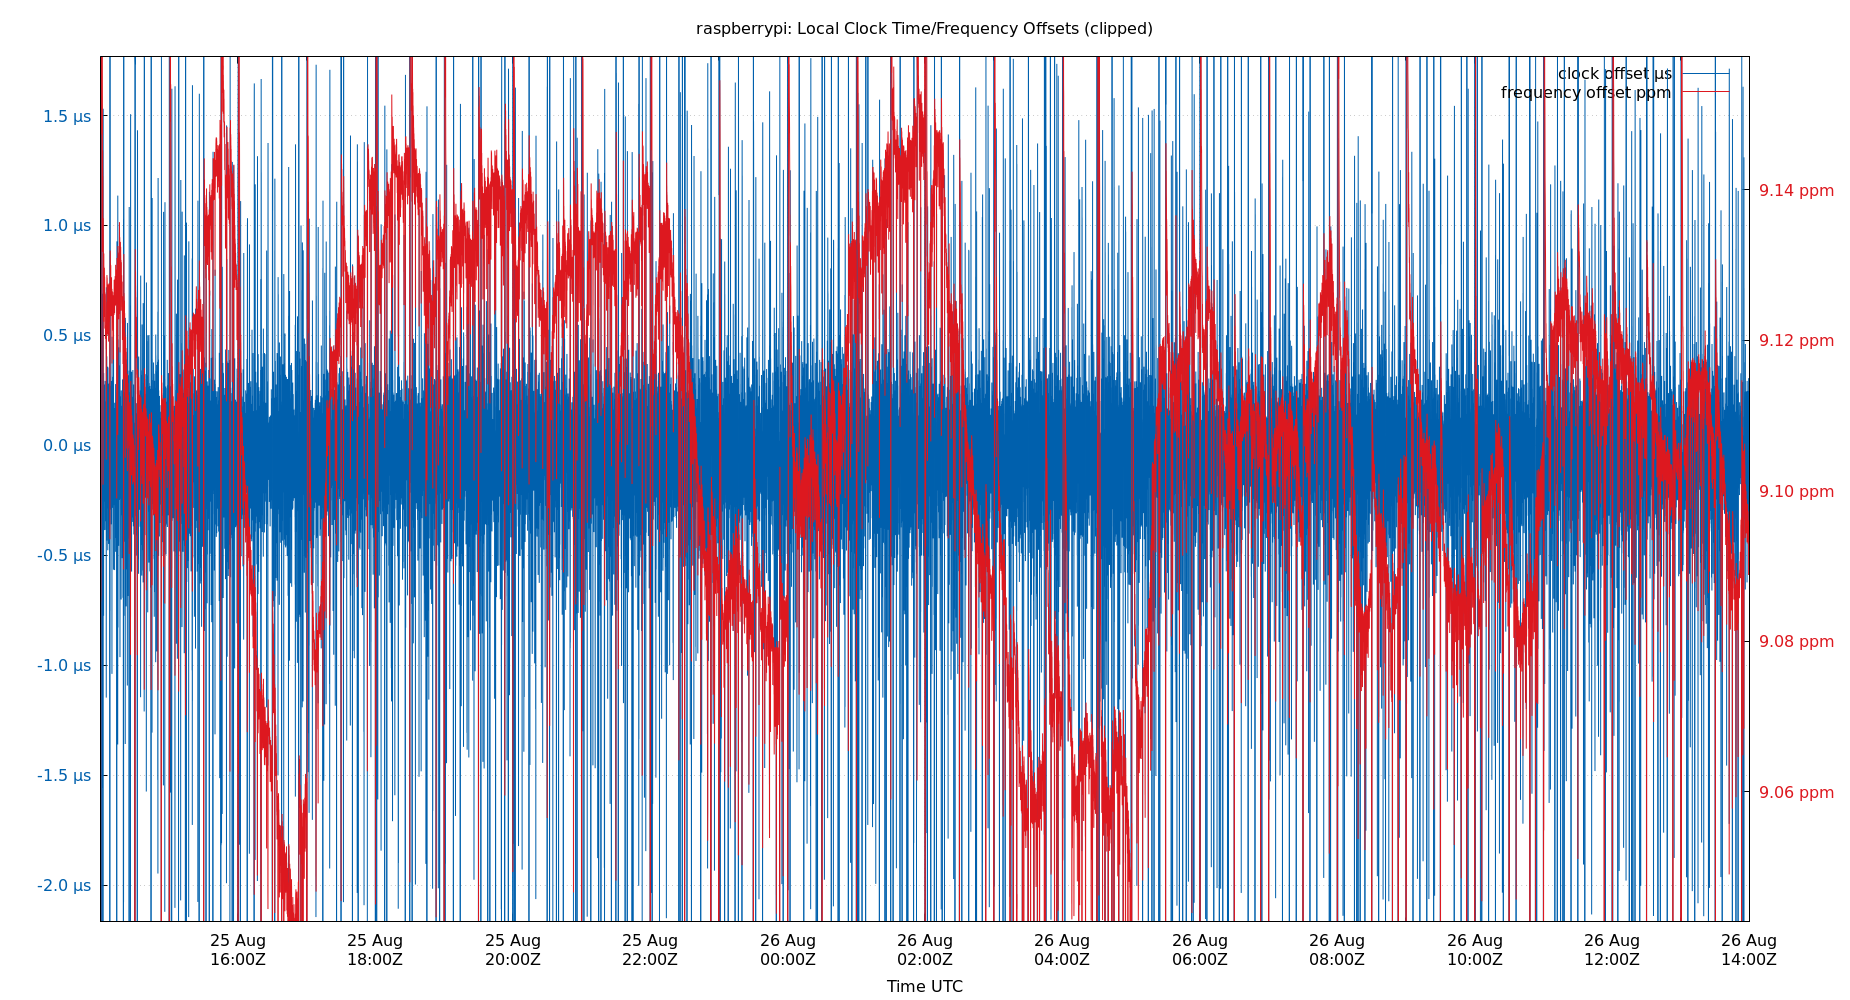 raspberrypi: Local Clock Time/Frequency Offsets (clipped)
clock offset µs
frequency offset ppm
1.5 µs
1.0 µs
0.5 µs
0.0 µs
-0.5 µs
-1.0 µs
-1.5 µs
-2.0 µs
9.14 ppm
9.12 ppm
9.10 ppm
9.08 ppm
9.06 ppm
25 Aug 25 Aug 25 Aug 25 Aug 26 Aug 26 Aug 26 Aug 26 Aug 26 Aug 26 Aug 26 Aug 26 Aug
16:00Z 18:00Z 20:00Z 22:00Z 00:00Z 02:00Z 04:00Z 06:00Z 08:00Z 10:00Z 12:00Z 14:00Z
Time UTC